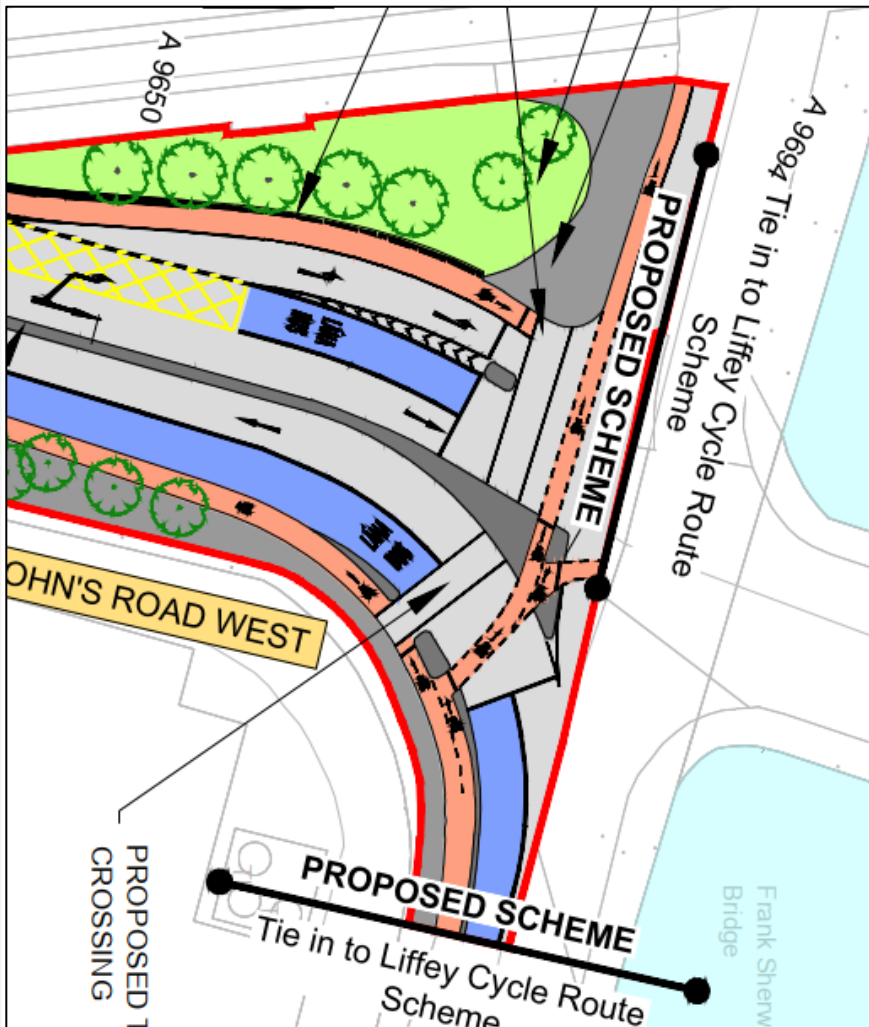 A 9650
A 9694 Tie in to Liffey Cycle Route
Scheme
PROPOSED SCHEME
OHN'S ROAD WEST
PROPOSED T
CROSSING
PROPOSED SCHEME
Tie in to Liffey Cycle Route
Scheme
Frank Sherw
Bridge